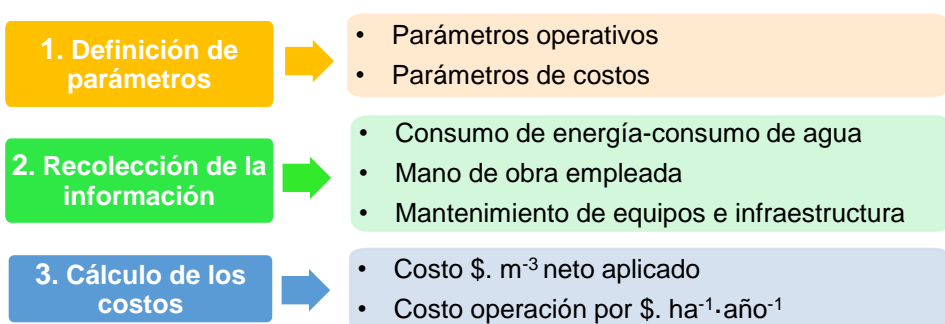 1. Definición de
parámetros
• Parámetros operativos
• Parámetros de costos
2. Recolección de la
información
• Consumo de energía-consumo de agua
• Mano de obra empleada
• Mantenimiento de equipos e infraestructura
3. Cálculo de los
costos
• Costo $. m⁻³ neto aplicado
• Costo operación por $. ha⁻¹·año⁻¹